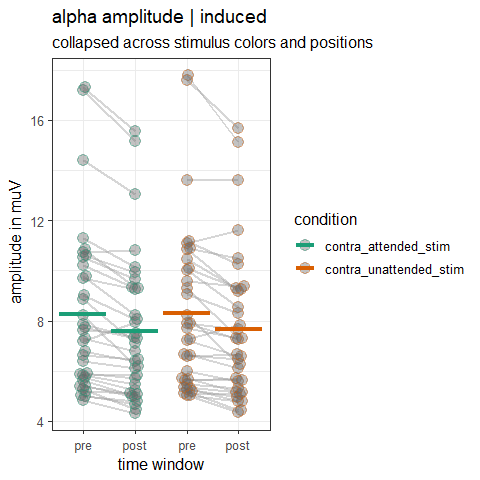 alpha amplitude | induced
collapsed across stimulus colors and positions
16
12
8
4
amplitude in muV
pre
post
pre
post
time window
condition
contra_attended_stim
contra_unattended_stim